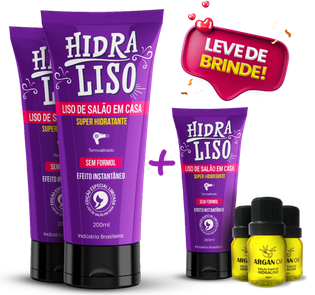 HIDRA
LISO
LISO DE SALÃO EM CASA
SUPER HIDRATANTE
Termoativado
SEM FORMOL
EFEITO INSTANTÂNEO
200ml
Indústria Brasileira
LEVE DE
BRINDE!
+
HIDRA
LISO
LISO DE SALÃO EM CASA
SUPER HIDRATANTE
SEM FORMOL
EFEITO INSTANTÂNEO
ARGAN Oil
ARGAN Oil